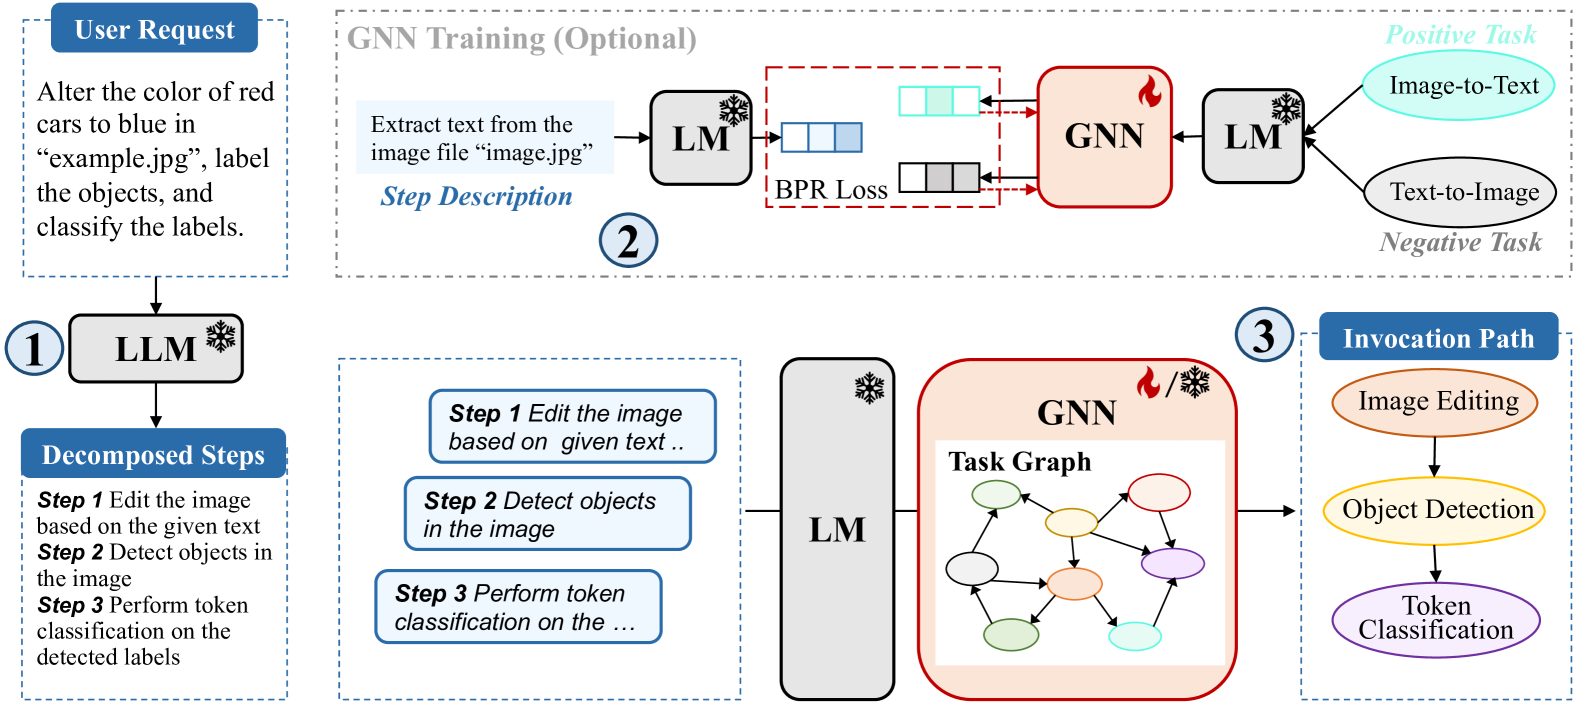 User Request
Alter the color of red
cars to blue in
“example.jpg”, label
the objects, and
classify the labels.
1
LLM
Decomposed Steps
Step 1 Edit the image
based on the given text
Step 2 Detect objects in
the image
Step 3 Perform token
classification on the
detected labels
GNN Training (Optional)
Extract text from the
image file “image.jpg”
Step Description
2
LM
BPR Loss
GNN
LM
Positive Task
Image-to-Text
Text-to-Image
Negative Task
Step 1 Edit the image
based on given text ..
Step 2 Detect objects
in the image
Step 3 Perform token
classification on the …
LM
GNN
/
Task Graph
3
Invocation Path
Image Editing
Object Detection
Token
Classification